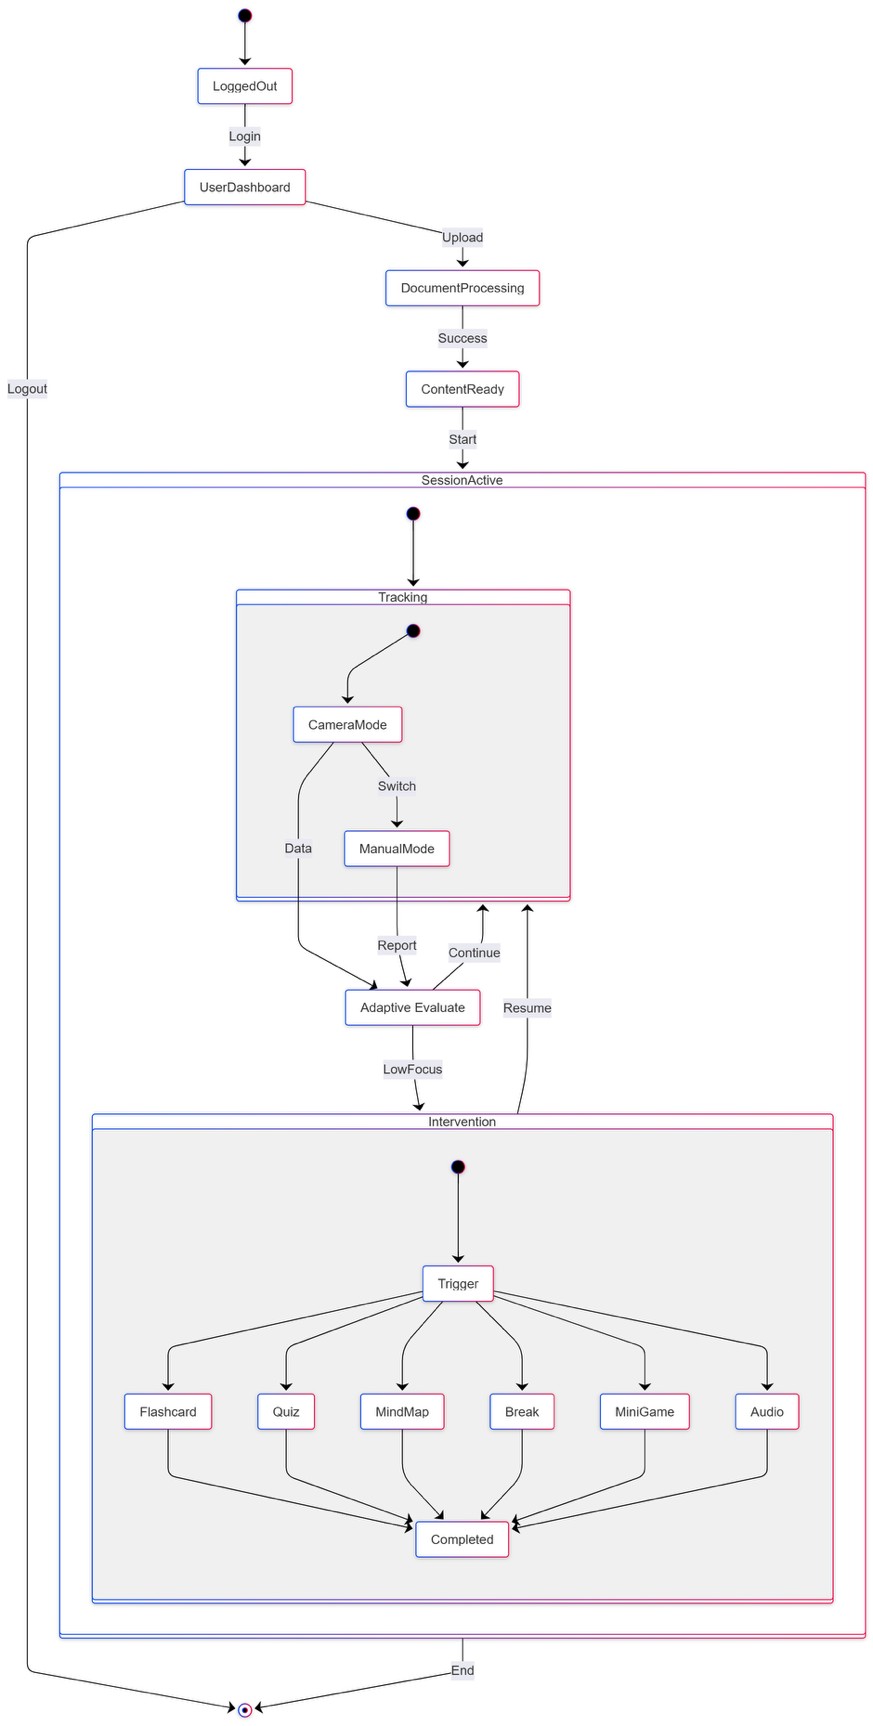 LoggedOut
Login
UserDashboard
Upload
DocumentProcessing
Success
Logout
ContentReady
Start
SessionActive
Tracking
CameraMode
Switch
Data
ManualMode
Report
Continue
Adaptive Evaluate
Resume
LowFocus
Intervention
Trigger
Flashcard
Quiz
MindMap
Break
MiniGame
Audio
Completed
End